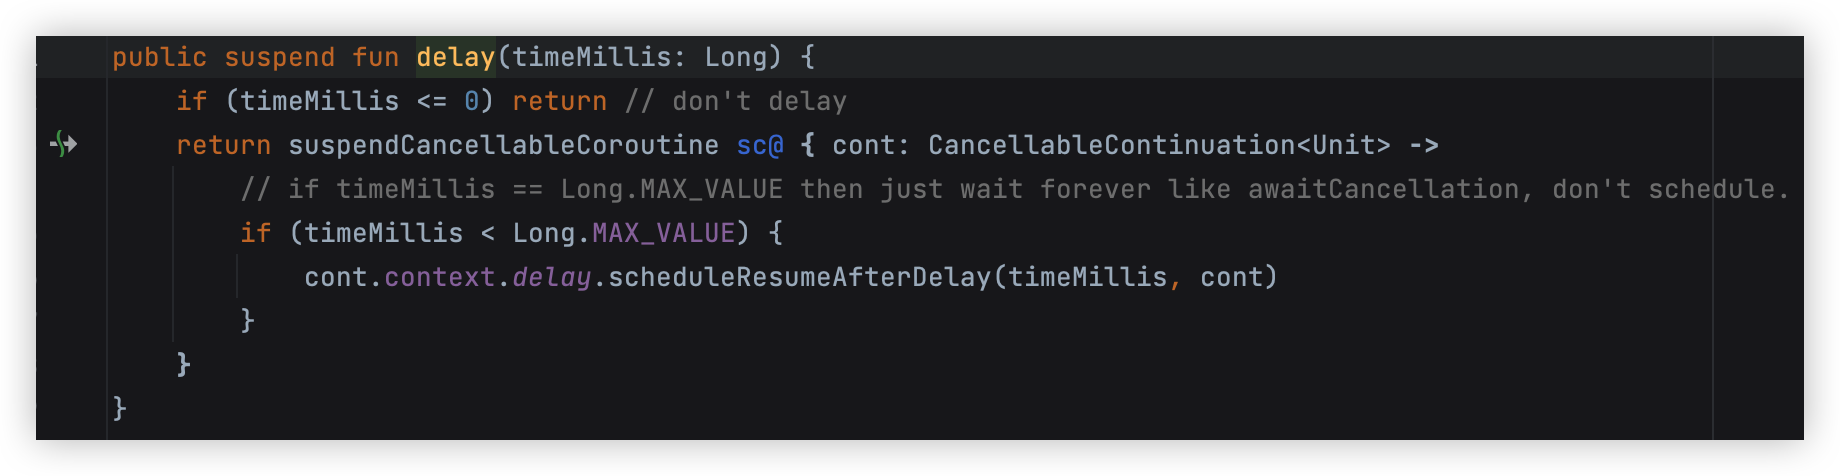 public suspend fun delay(timeMillis: Long) {
    if (timeMillis <= 0) return // don't delay
    return suspendCancellableCoroutine sc@ { cont: CancellableContinuation<Unit> ->
        // if timeMillis == Long.MAX_VALUE then just wait forever like awaitCancellation, don't schedule.
        if (timeMillis < Long.MAX_VALUE) {
            cont.context.delay.scheduleResumeAfterDelay(timeMillis, cont)
        }
    }
}